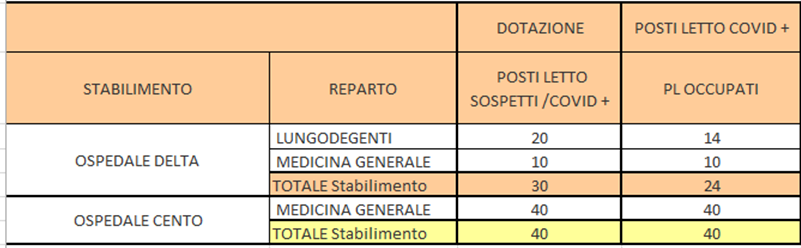 DOTAZIONE POSTI LETTO COVID +
STABILIMENTO REPARTO POSTI LETTO SOSPETTI /COVID + PL OCCUPATI
OSPEDALE DELTA LUNGODEGENTI 20 14
MEDICINA GENERALE 10 10
TOTALE Stabilimento 30 24
OSPEDALE CENTO MEDICINA GENERALE 40 40
TOTALE Stabilimento 40 40